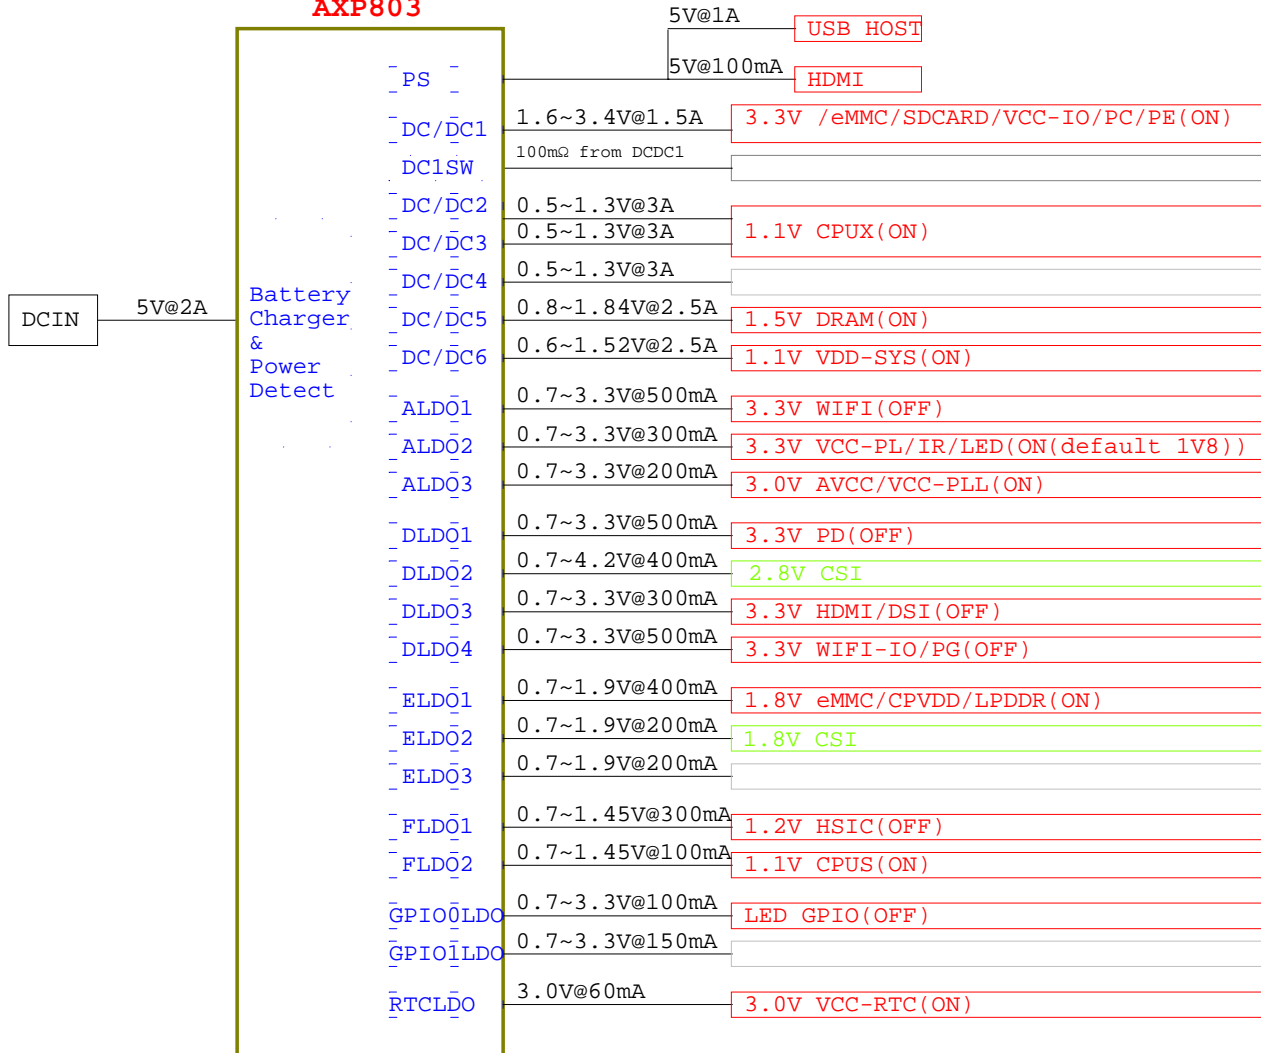 AXP803
5V@1A
USB HOST
5V@100mA
PS
HDMI
DC/DC1
1.6~3.4V@1.5A
3.3V /eMMC/SDCARD/VCC-IO/PC/PE(ON)
DC1SW
100mΩ from DCDC1
DC/DC2
0.5~1.3V@3A
DC/DC3
0.5~1.3V@3A
1.1V CPUX(ON)
DC/DC4
0.5~1.3V@3A
DCIN
5V@2A
Battery
Charger
&
Power
Detect
DC/DC5
0.8~1.84V@2.5A
1.5V DRAM(ON)
DC/DC6
0.6~1.52V@2.5A
1.1V VDD-SYS(ON)
ALDO1
0.7~3.3V@500mA
3.3V WIFI(OFF)
ALDO2
0.7~3.3V@300mA
3.3V VCC-PL/IR/LED(ON(default 1V8))
ALDO3
0.7~3.3V@200mA
3.0V AVCC/VCC-PLL(ON)
DLDO1
0.7~3.3V@500mA
3.3V PD(OFF)
DLDO2
0.7~4.2V@400mA
2.8V CSI
DLDO3
0.7~3.3V@300mA
3.3V HDMI/DSI(OFF)
DLDO4
0.7~3.3V@500mA
3.3V WIFI-IO/PG(OFF)
ELDO1
0.7~1.9V@400mA
1.8V eMMC/CPVDD/LPDDR(ON)
ELDO2
0.7~1.9V@200mA
1.8V CSI
ELDO3
0.7~1.9V@200mA
FLDO1
0.7~1.45V@300mA
1.2V HSIC(OFF)
FLDO2
0.7~1.45V@100mA
1.1V CPUS(ON)
GPIO0LDO
0.7~3.3V@100mA
LED GPIO(OFF)
GPIO1LDO
0.7~3.3V@150mA
RTCLDO
3.0V@60mA
3.0V VCC-RTC(ON)